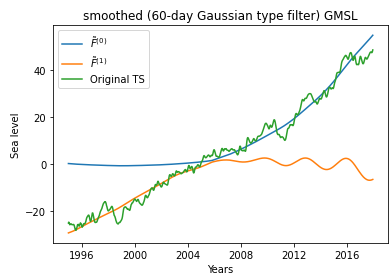 smoothed (60-day Gaussian type filter) GMSL
F̃⁽⁰⁾
F̃⁽¹⁾
Original TS
Sea level
40
20
0
−20
1996
2000
2004
2008
2012
2016
Years